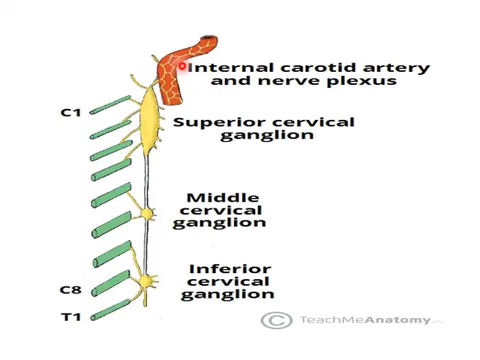 Internal carotid artery
and nerve plexus
C1
Superior cervical
ganglion
Middle
cervical
ganglion
Inferior
cervical
ganglion
C8
T1
© TeachMeAnatomy